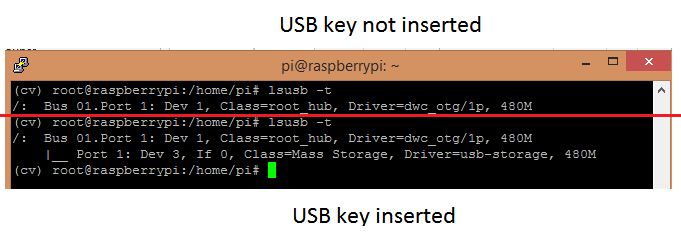 USB key not inserted
pi@raspberrypi: ~
(cv) root@raspberrypi:/home/pi# lsusb -t
/:  Bus 01.Port 1: Dev 1, Class=root_hub, Driver=dwc_otg/1p, 480M
(cv) root@raspberrypi:/home/pi# lsusb -t
/:  Bus 01.Port 1: Dev 1, Class=root_hub, Driver=dwc_otg/1p, 480M
    |__ Port 1: Dev 3, If 0, Class=Mass Storage, Driver=usb-storage, 480M
(cv) root@raspberrypi:/home/pi#
USB key inserted